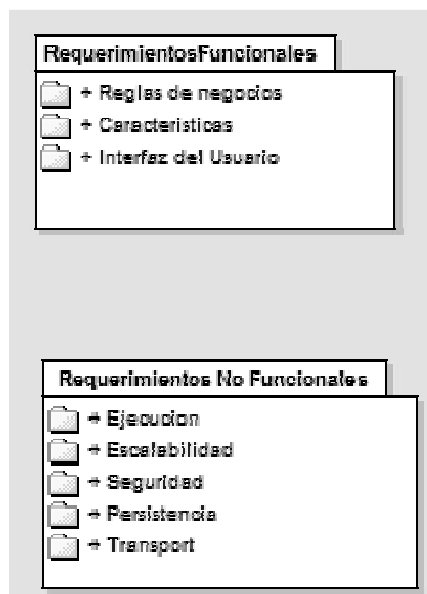 RequerimientosFuncionales
+ Reglas de negocios
+ Caracteristicas
+ Interfaz del Usuario
Requerimientos No Funcionales
+ Ejecucion
+ Escalabilidad
+ Seguridad
+ Persistencia
+ Transport